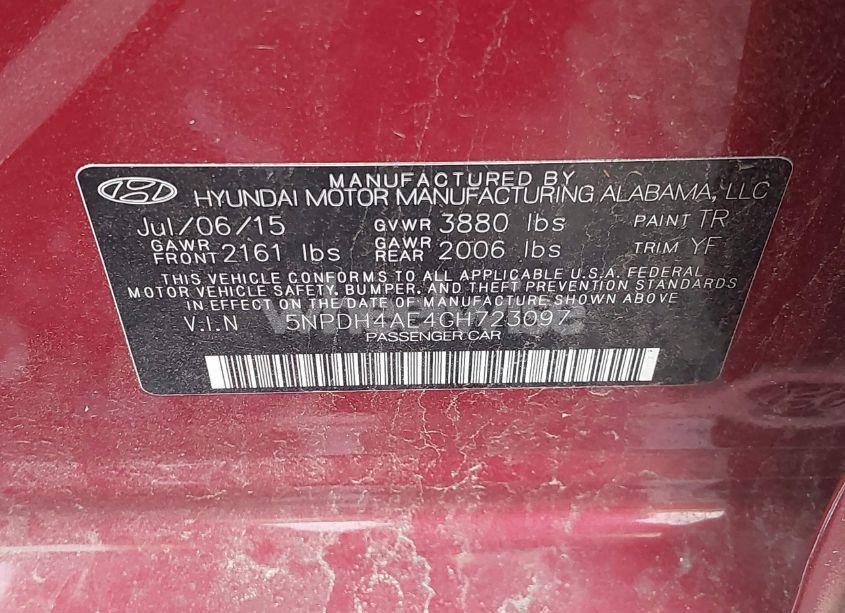 MANUFACTURED BY
HYUNDAI MOTOR MANUFACTURING ALABAMA, LLC
Jul/06/15 GVWR 3880 lbs PAINT TR
GAWR FRONT 2161 lbs GAWR REAR 2006 lbs TRIM YF
THIS VEHICLE CONFORMS TO ALL APPLICABLE U.S.A. FEDERAL
MOTOR VEHICLE SAFETY, BUMPER, AND THEFT PREVENTION STANDARDS
IN EFFECT ON THE DATE OF MANUFACTURE SHOWN ABOVE
V.I.N 5NPDH4AE4GH723097
PASSENGER CAR